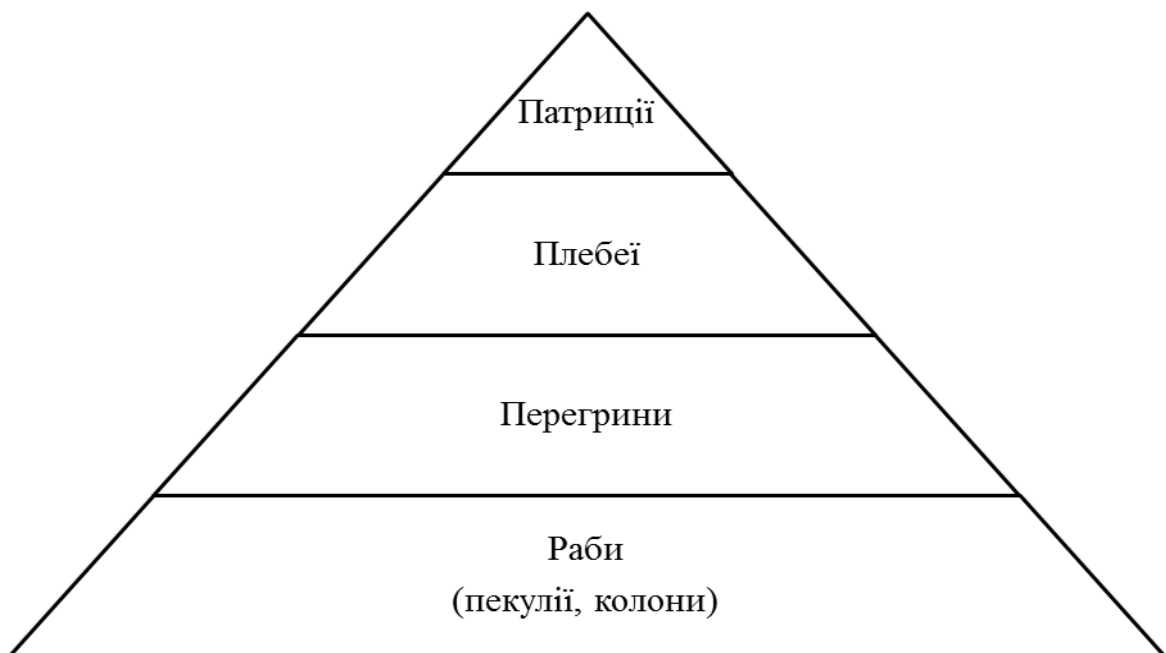 Патриції
Плебеї
Перегрини
Раби
(пекулії, колони)